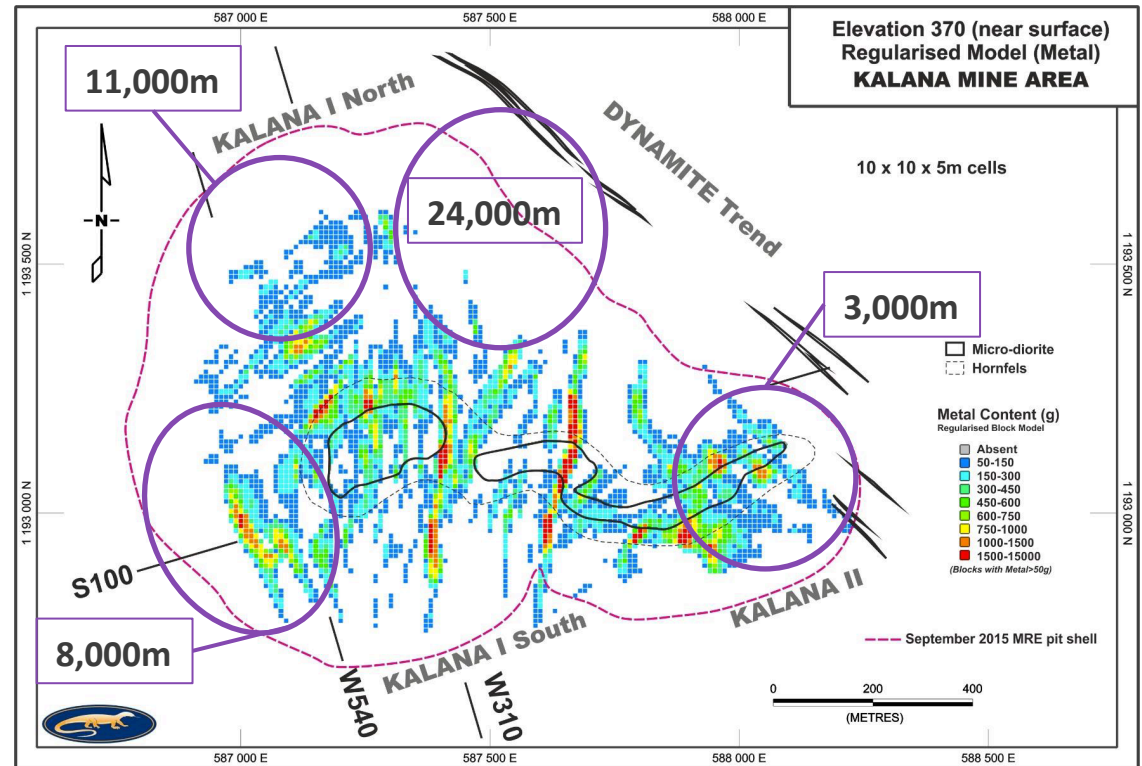 587 000 E
587 500 E
588 000 E
Elevation 370 (near surface)
Regularised Model (Metal)
KALANA MINE AREA
11,000m
KALANA I North
DYNAMITE Trend
10 x 10 x 5m cells
N
24,000m
1 193 500 N
1 193 500 N
3,000m
Micro-diorite
Hornfels
Metal Content (g)
Regularised Block Model
Absent
50-150
150-300
300-450
450-600
600-750
750-1000
1000-1500
1500-15000
(Blocks with Metal>50g)
1 193 000 N
1 193 000 N
S100
KALANA II
KALANA I South
September 2015 MRE pit shell
8,000m
W540
W310
0
200
400
(METRES)
587 000 E
587 500 E
588 000 E
588 500 E